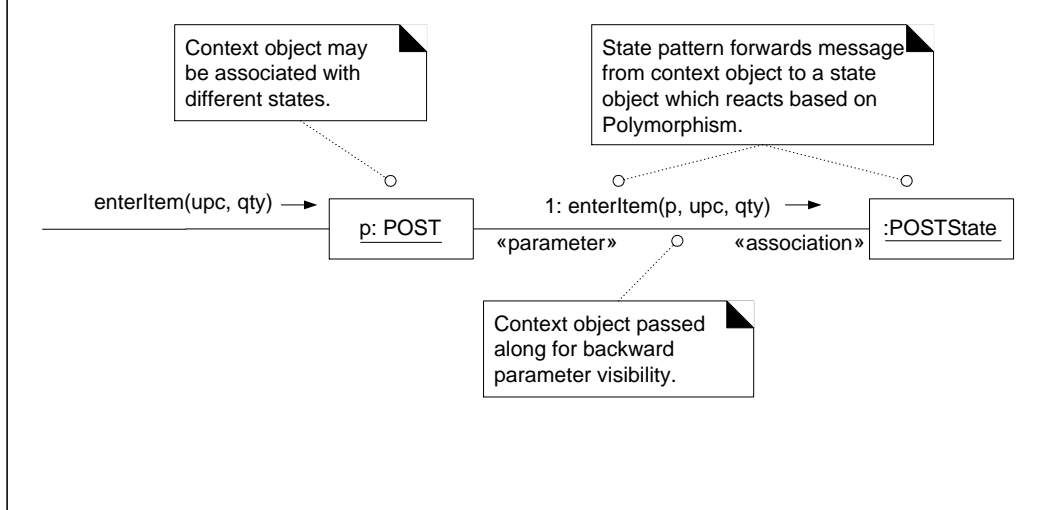 Context object may
be associated with
different states.
State pattern forwards message
from context object to a state
object which reacts based on
Polymorphism.
enterItem(upc, qty)
p: POST
1: enterItem(p, upc, qty)
«parameter»
«association»
:POSTState
Context object passed
along for backward
parameter visibility.